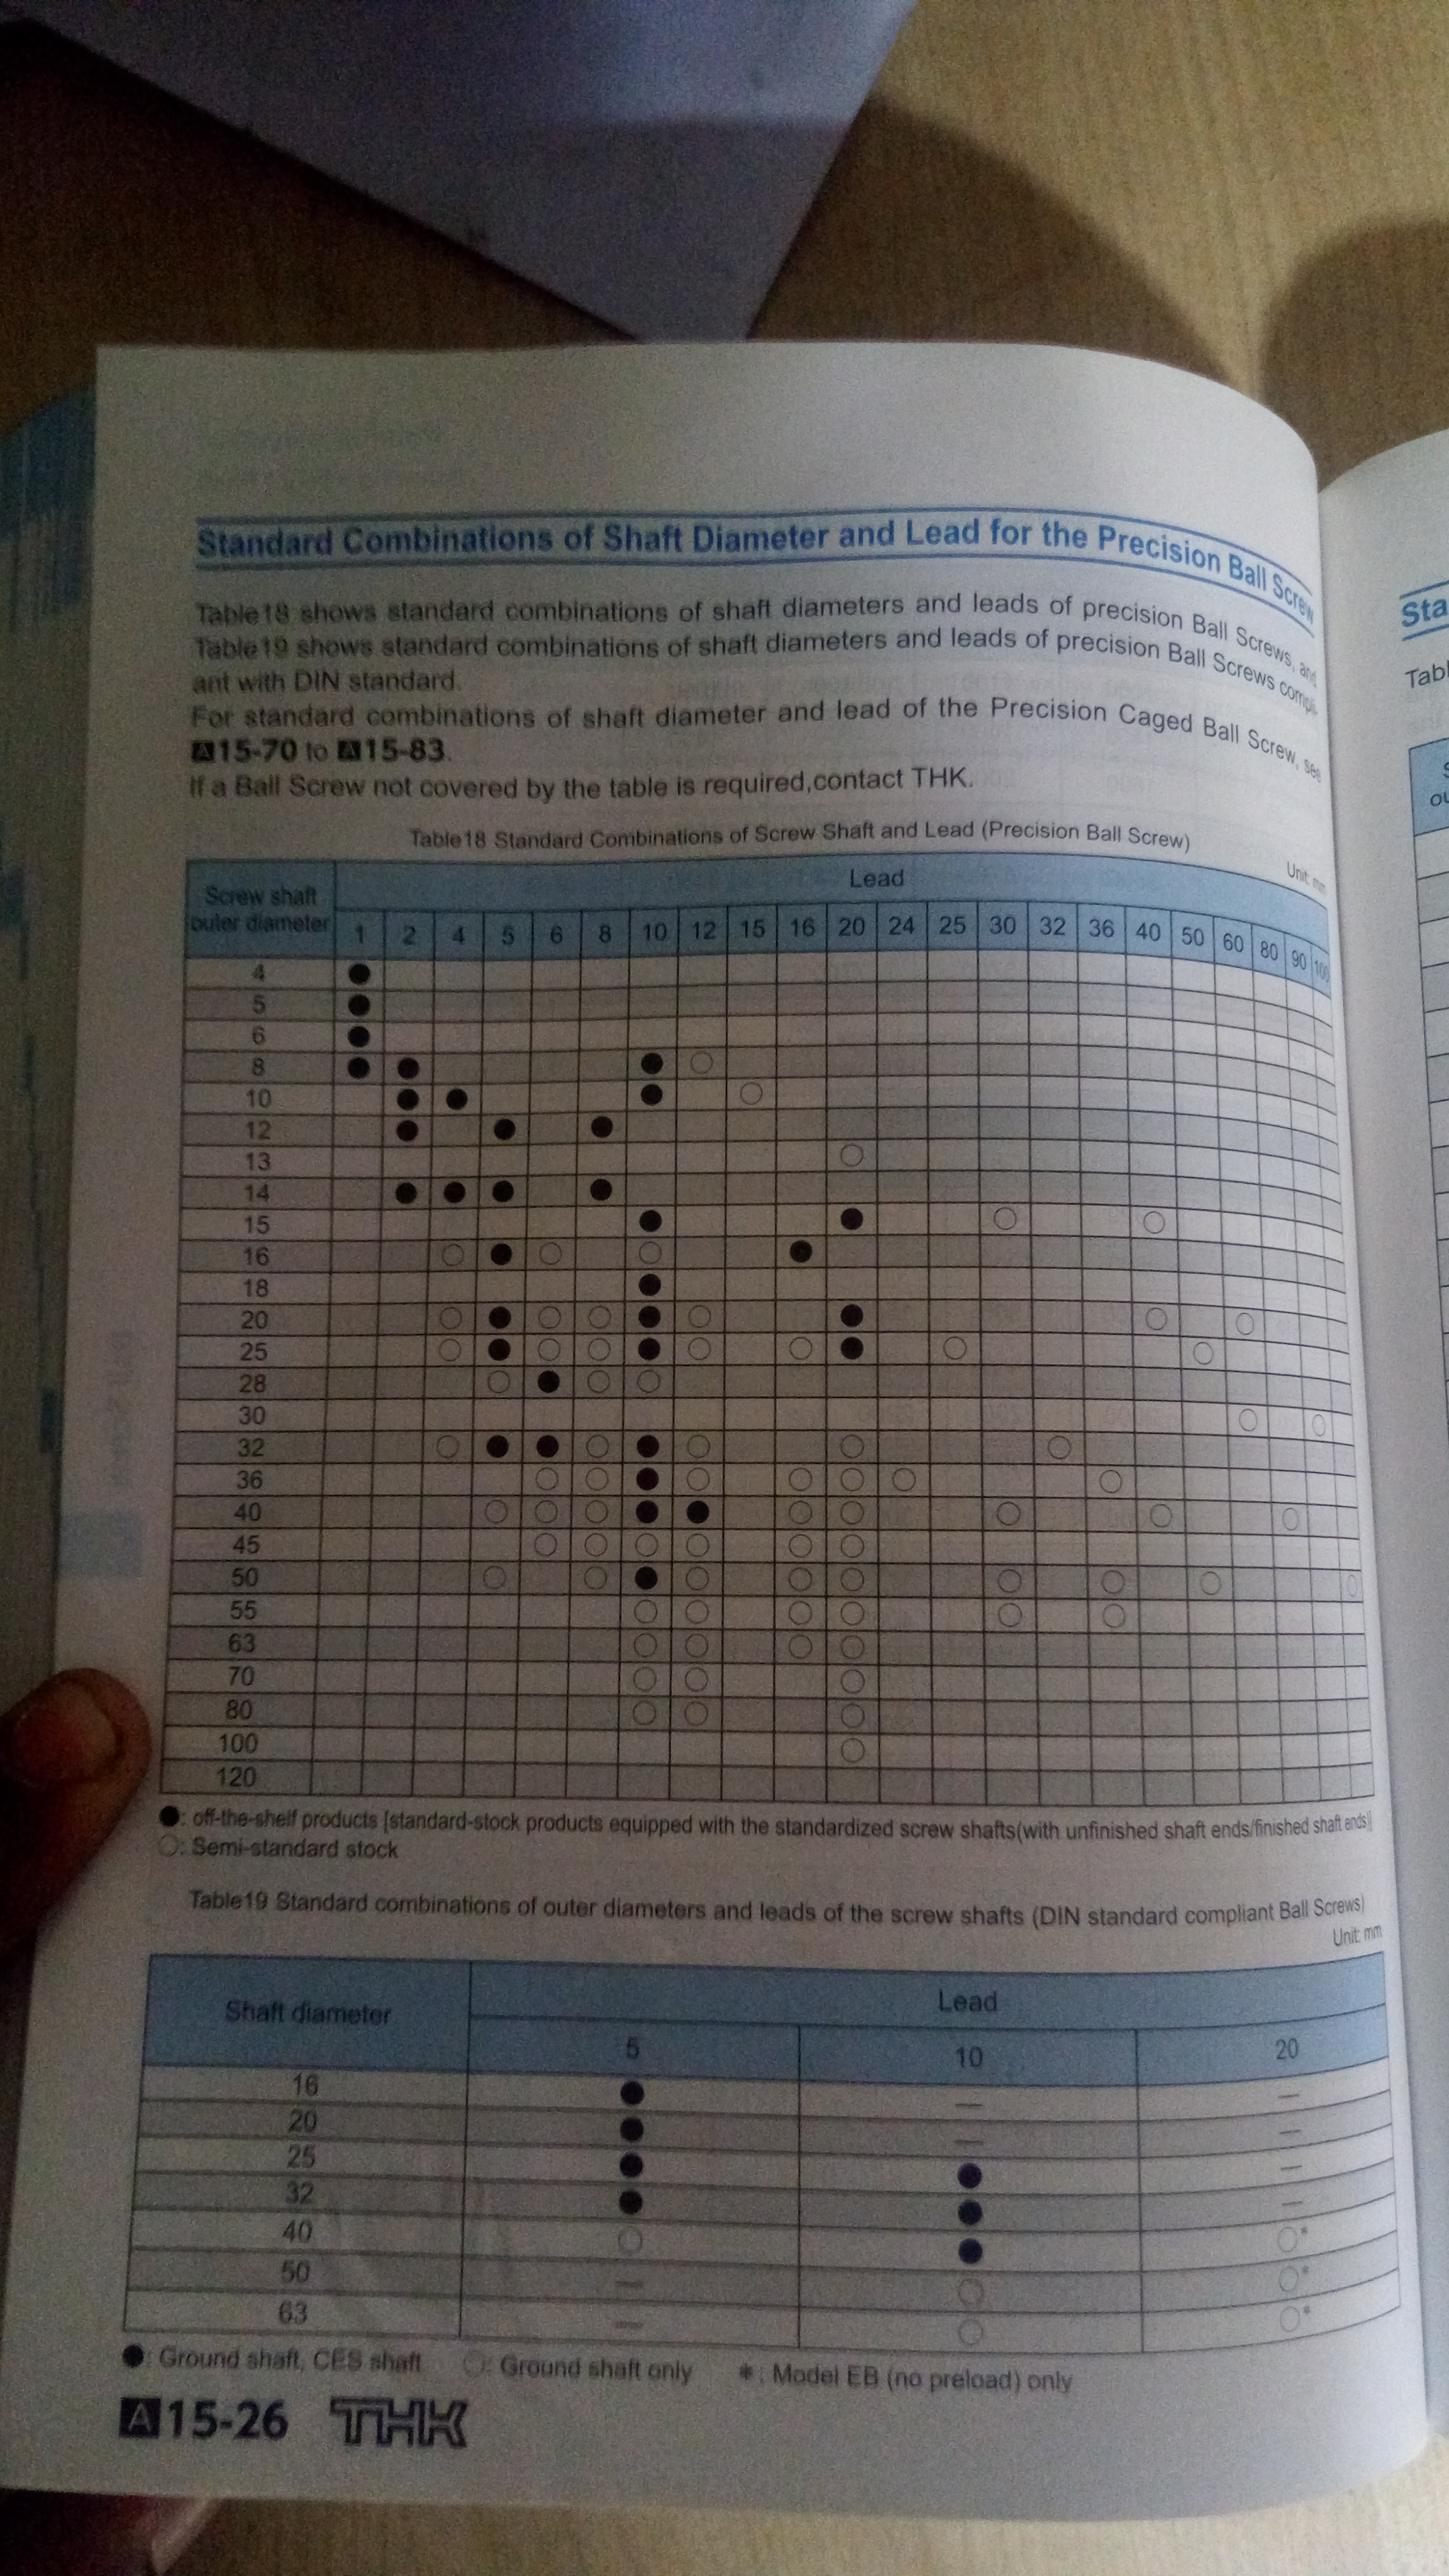 Standard Combinations of Shaft Diameter and Lead for the Precision Ball Screw
Table18 shows standard combinations of shaft diameters and leads of precision Ball Screws, and
Table19 shows standard combinations of shaft diameters and leads of precision Ball Screws compli-
ant with DIN standard.
For standard combinations of shaft diameter and lead of the Precision Caged Ball Screw, see
A15-70 to A15-83.
If a Ball Screw not covered by the table is required,contact THK.
Table18 Standard Combinations of Screw Shaft and Lead (Precision Ball Screw)
Unit: mm
Screw shaft
outer diameter
Lead
1 2 4 5 6 8 10 12 15 16 20 24 25 30 32 36 40 50 60 80 90 100
4 ●
5 ●
6 ●
8 ● ● ● ○
10 ● ● ● ○
12 ● ● ●
13 ○
14 ● ● ● ●
15 ● ● ○ ○
16 ○ ● ○ ○ ●
18 ●
20 ○ ● ○ ○ ● ○ ● ○ ○
25 ○ ● ○ ○ ● ○ ○ ● ○ ○
28 ○ ● ○ ○
30 ○ ○
32 ○ ● ● ○ ● ○ ○ ○
36 ○ ○ ● ○ ○ ○ ○ ○
40 ○ ○ ○ ● ● ○ ○ ○ ○ ○
45 ○ ○ ○ ○ ○ ○
50 ○ ○ ● ○ ○ ○ ○ ○ ○ ○
55 ○ ○ ○ ○ ○ ○
63 ○ ○ ○ ○
70 ○ ○ ○
80 ○ ○ ○
100 ○
120
●: off-the-shelf products [standard-stock products equipped with the standardized screw shafts(with unfinished shaft ends/finished shaft ends)]
○: Semi-standard stock
Table19 Standard combinations of outer diameters and leads of the screw shafts (DIN standard compliant Ball Screws)
Unit: mm
Shaft diameter
Lead
5 10 20
16 ● — —
20 ● — —
25 ● ● —
32 ● ● —
40 ○ ● ○*
50 — ○ ○*
63 — ○ ○*
●: Ground shaft, CES shaft ○: Ground shaft only *: Model EB (no preload) only
A15-26 THK
Sta
Tabl
ou